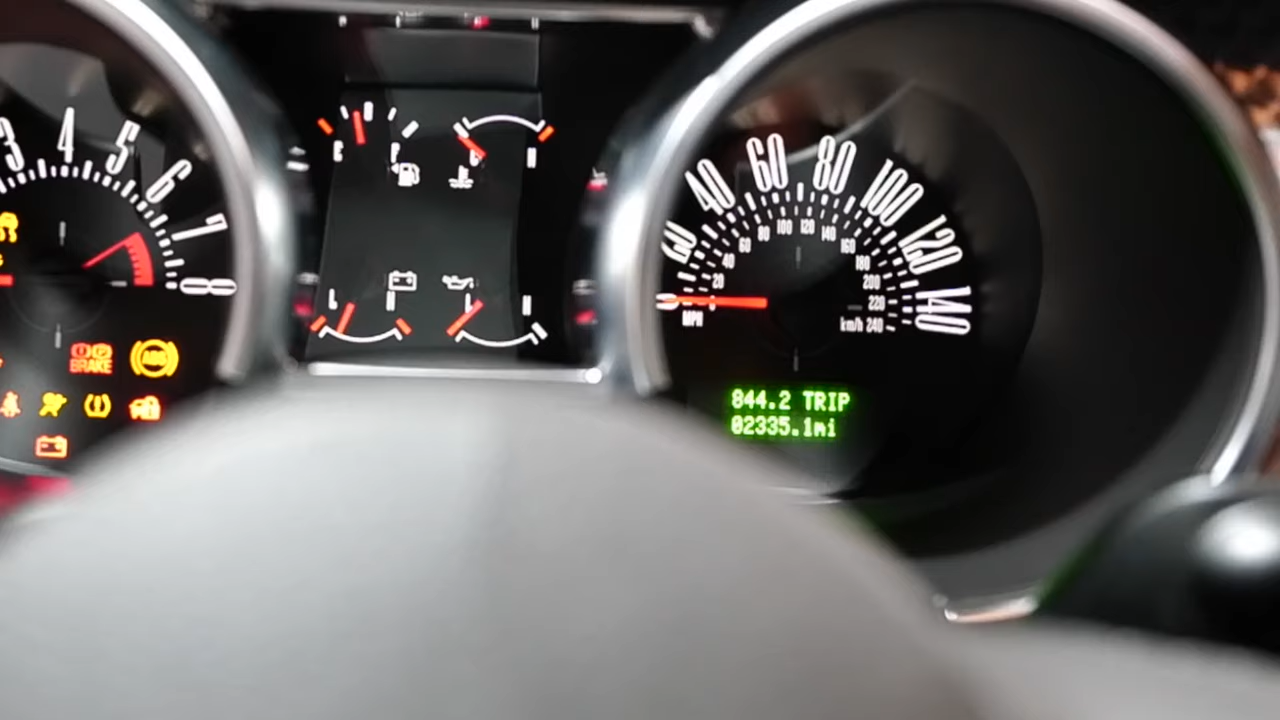 3 4 5 6 7 8
BRAKE
ABS
E F
C H
L H
L H
20 40 60 80 100 120 140
20 40 60 80 100 120 140 160 180 200 220
km/h 240
MPH
844.2 TRIP
02335.1mi